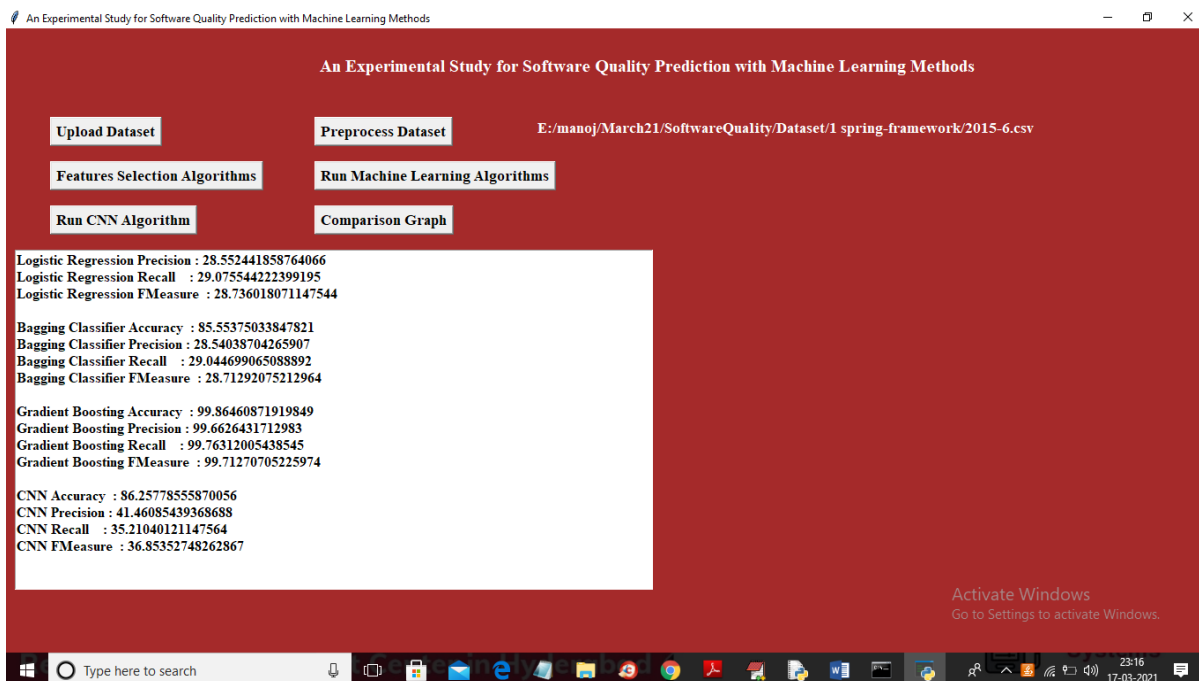 An Experimental Study for Software Quality Prediction with Machine Learning Methods
An Experimental Study for Software Quality Prediction with Machine Learning Methods
Upload Dataset
Preprocess Dataset
E:/manoj/March21/SoftwareQuality/Dataset/1 spring-framework/2015-6.csv
Features Selection Algorithms
Run Machine Learning Algorithms
Run CNN Algorithm
Comparison Graph
Logistic Regression Precision : 28.552441858764066
Logistic Regression Recall : 29.075544222399195
Logistic Regression FMeasure : 28.736018071147544
Bagging Classifier Accuracy : 85.55375033847821
Bagging Classifier Precision : 28.54038704265907
Bagging Classifier Recall : 29.044699065088892
Bagging Classifier FMeasure : 28.71292075212964
Gradient Boosting Accuracy : 99.86460871919849
Gradient Boosting Precision : 99.6626431712983
Gradient Boosting Recall : 99.76312005438545
Gradient Boosting FMeasure : 99.71270705225974
CNN Accuracy : 86.25778555870056
CNN Precision : 41.46085439368688
CNN Recall : 35.21040121147564
CNN FMeasure : 36.85352748262867
Activate Windows
Go to Settings to activate Windows.
Type here to search
23:16
17-03-2021